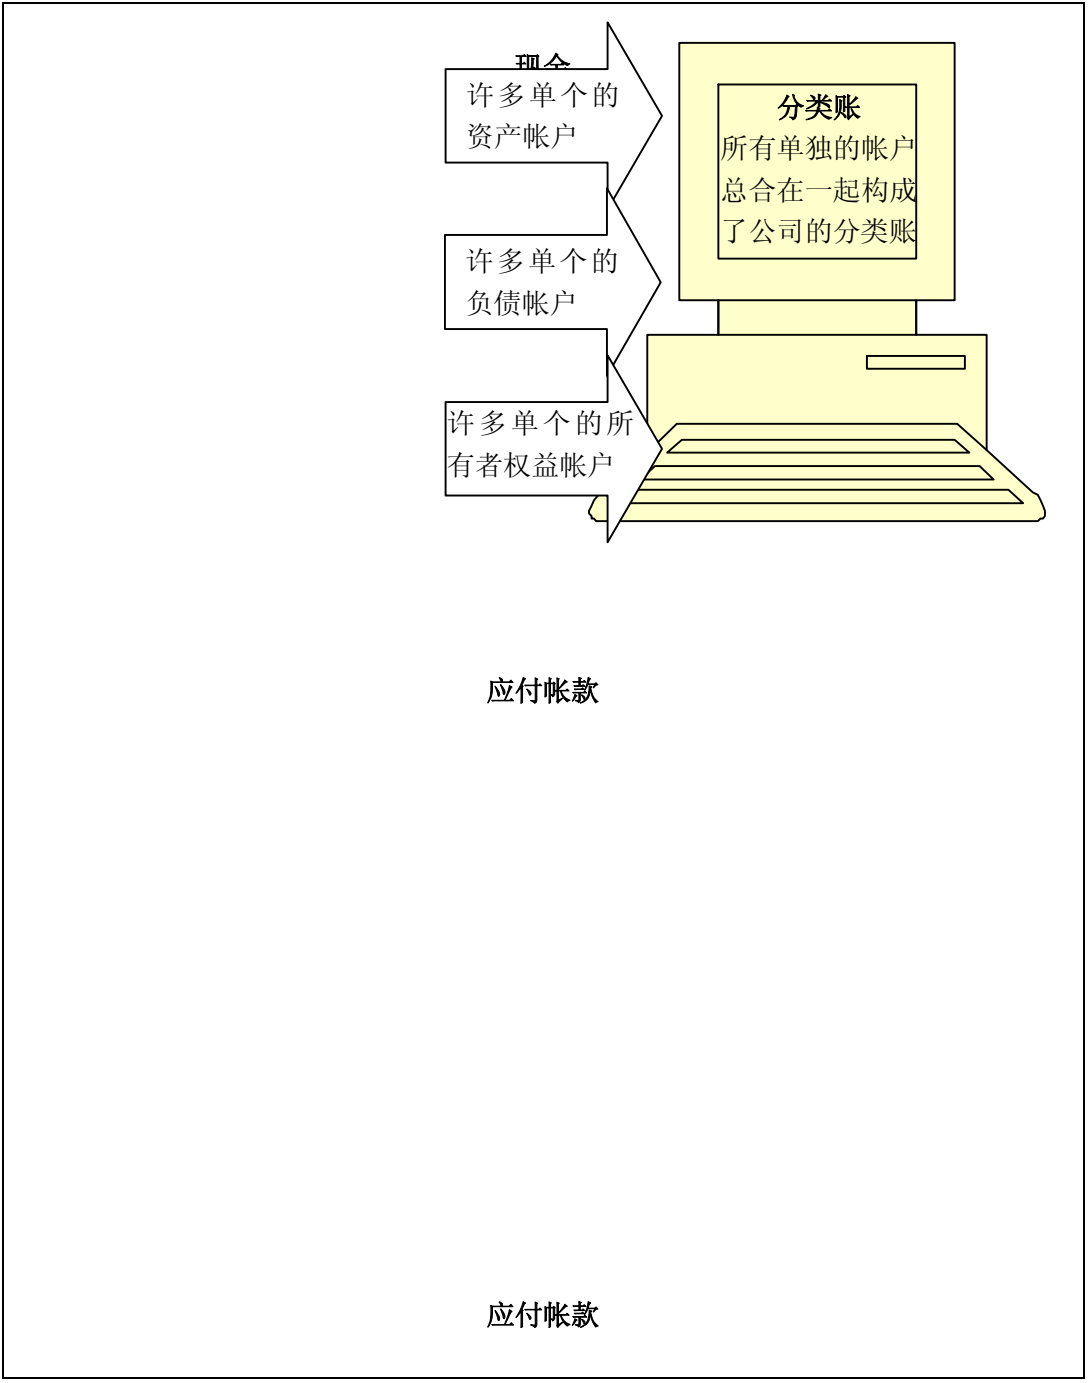 现金
许多单个的
资产帐户
分类账
所有单独的帐户
总合在一起构成
了公司的分类账
许多单个的
负债帐户
许多单个的所
有者权益帐户
应付帐款
应付帐款